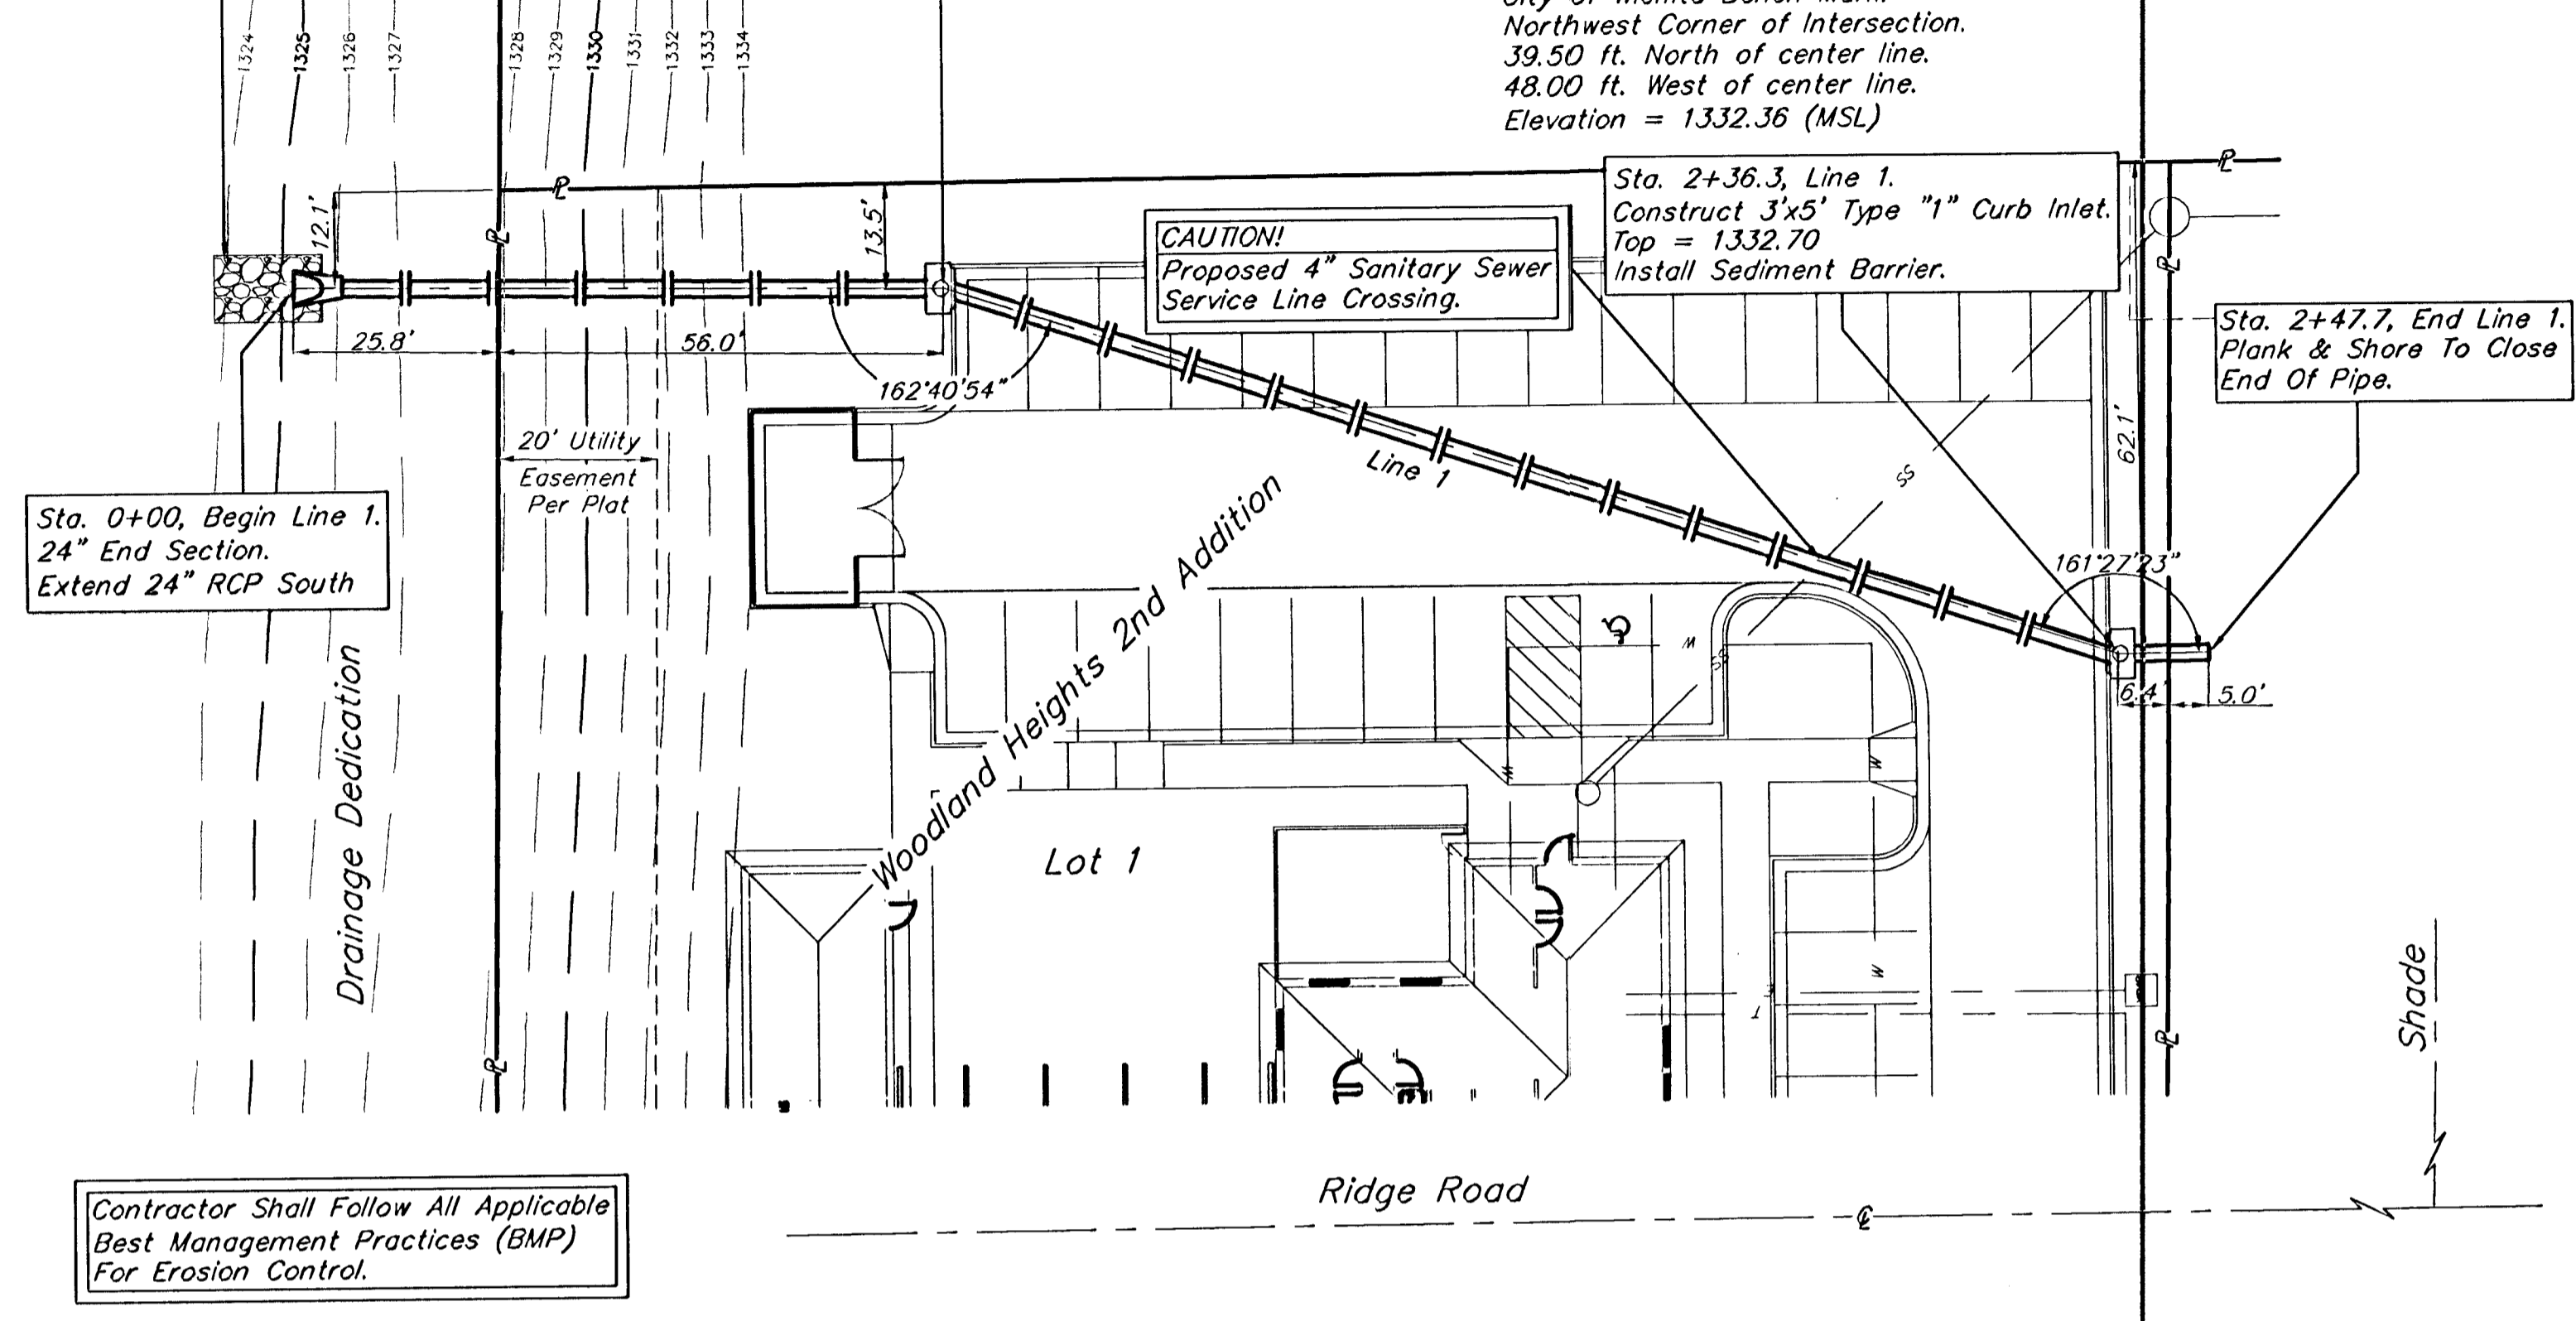 Northwest Corner of Intersection.
39.50 ft. North of center line.
48.00 ft. West of center line.
Elevation = 1332.36 (MSL)
1324
1325
1326
1327
1328
1329
1330
1331
1332
1333
1334
℄
Sta. 2+36.3, Line 1.
Construct 3'x5' Type "1" Curb Inlet.
Top = 1332.70
Install Sediment Barrier.
CAUTION!
Proposed 4" Sanitary Sewer
Service Line Crossing.
12.1'
13.5'
25.8'
56.0'
162°40'54"
Sta. 2+47.7, End Line 1.
Plank & Shore To Close
End Of Pipe.
62.1'
20' Utility
Easement
Per Plat
Line 1
SS
Sta. 0+00, Begin Line 1.
24" End Section.
Extend 24" RCP South
161°27'23"
6.4'
5.0'
W
SS
W
W
W
T
Drainage Dedication
Woodland Heights 2nd Addition
Lot 1
Shade
Ridge Road
Contractor Shall Follow All Applicable
Best Management Practices (BMP)
For Erosion Control.